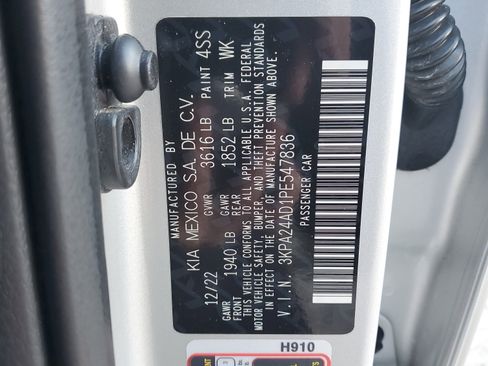 MANUFACTURED BY
KIA MEXICO S.A. DE C.V.
12/22 GVWR 3616 LB PAINT 4SS
GAWR FRONT 1940 LB GAWR REAR 1852 LB TRIM WK
THIS VEHICLE CONFORMS TO ALL APPLICABLE U.S.A. FEDERAL
MOTOR VEHICLE SAFETY, BUMPER, AND THEFT PREVENTION STANDARDS
IN EFFECT ON THE DATE OF MANUFACTURE SHOWN ABOVE.
V.I.N. 3KPA24AD1PE547836
PASSENGER CAR
H910